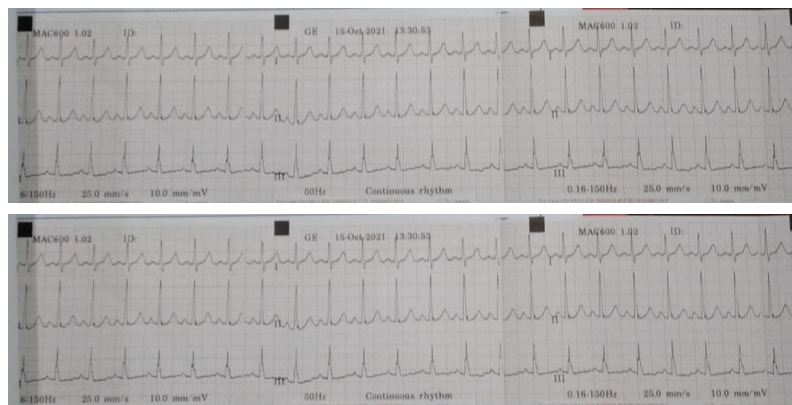 MAC600 1.02 ID: GE 15-Oct-2021 13:30:53 MAC600 1.02 ID:
I I
II II
III III
6-150Hz 25.0 mm/s 10.0 mm/mV 50Hz Continuous rhythm 0.16-150Hz 25.0 mm/s 10.0 mm/mV
MAC600 1.02 ID: GE 15-Oct-2021 13:30:53 MAC600 1.02 ID:
I I
II II
III III
6-150Hz 25.0 mm/s 10.0 mm/mV 50Hz Continuous rhythm 0.16-150Hz 25.0 mm/s 10.0 mm/mV